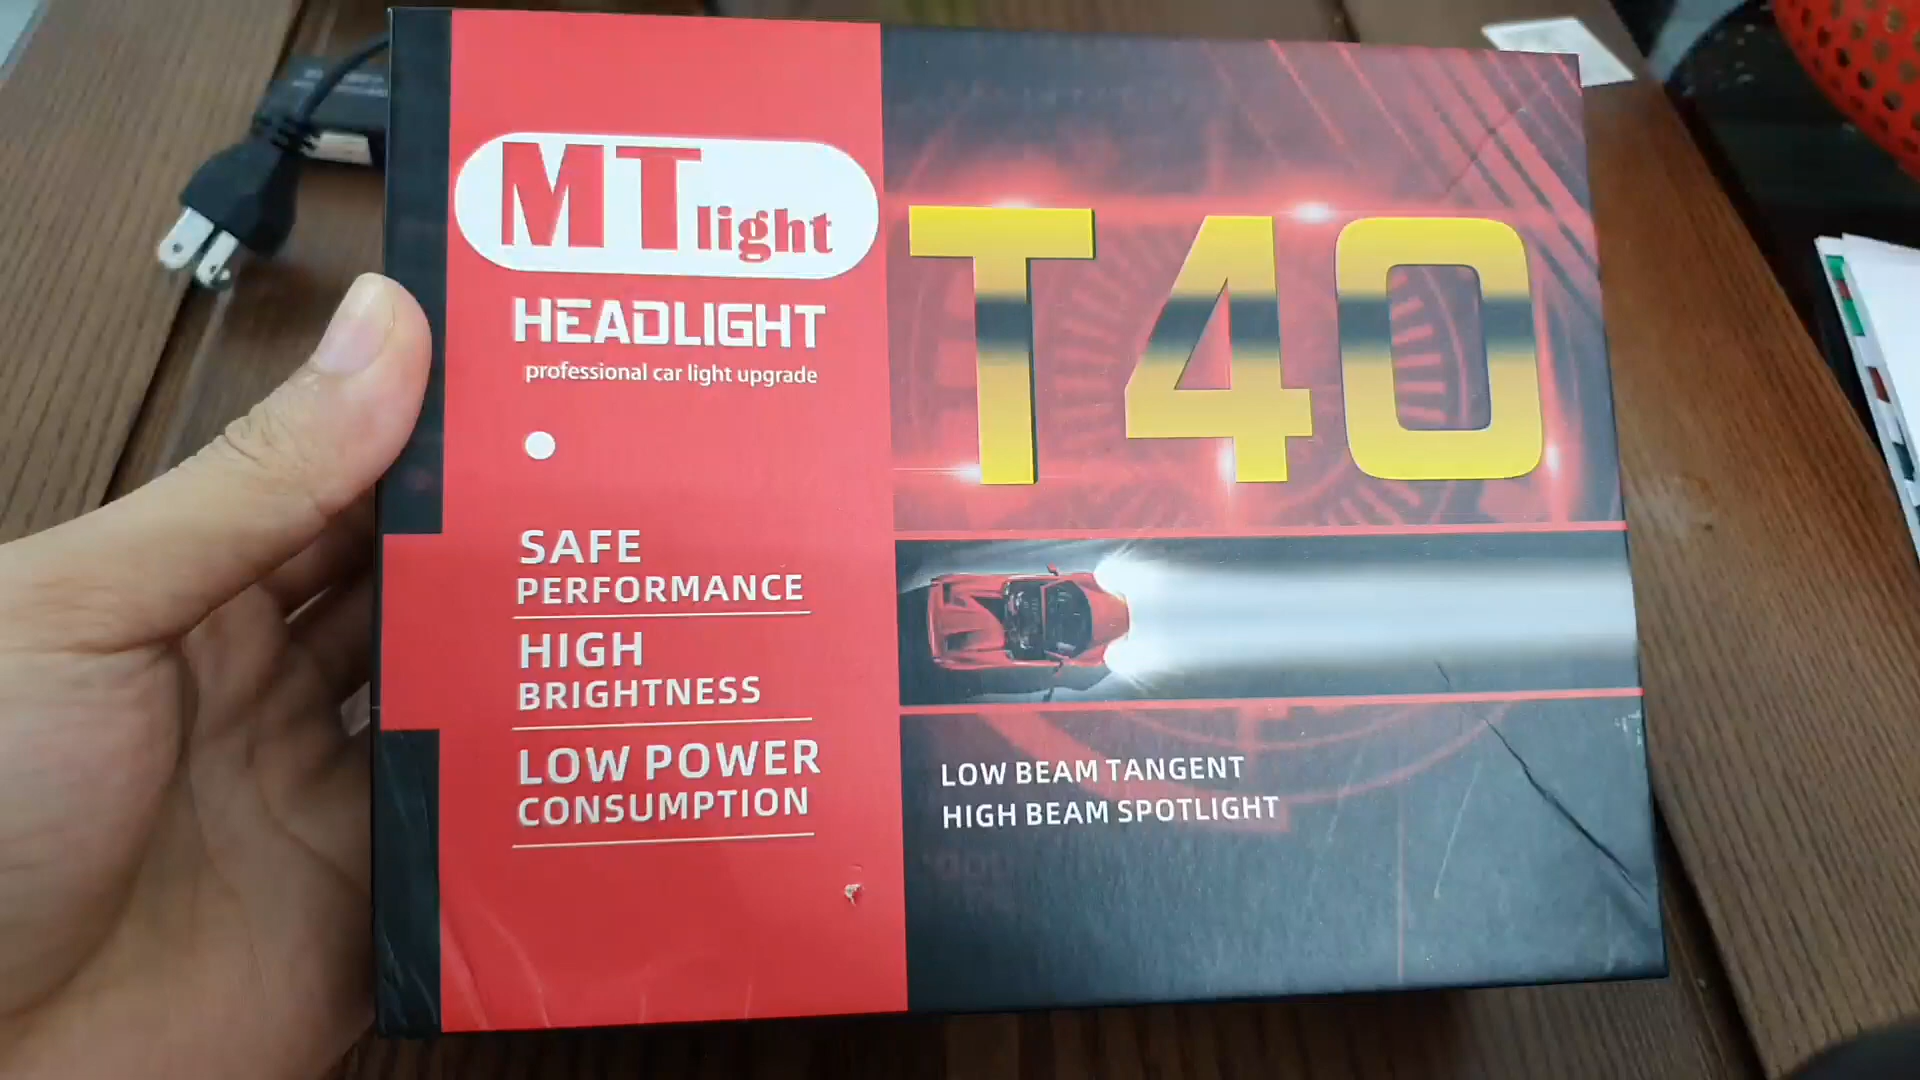 MT light
HEADLIGHT
professional car light upgrade
SAFE
PERFORMANCE
HIGH
BRIGHTNESS
LOW POWER
CONSUMPTION
T40
LOW BEAM TANGENT
HIGH BEAM SPOTLIGHT